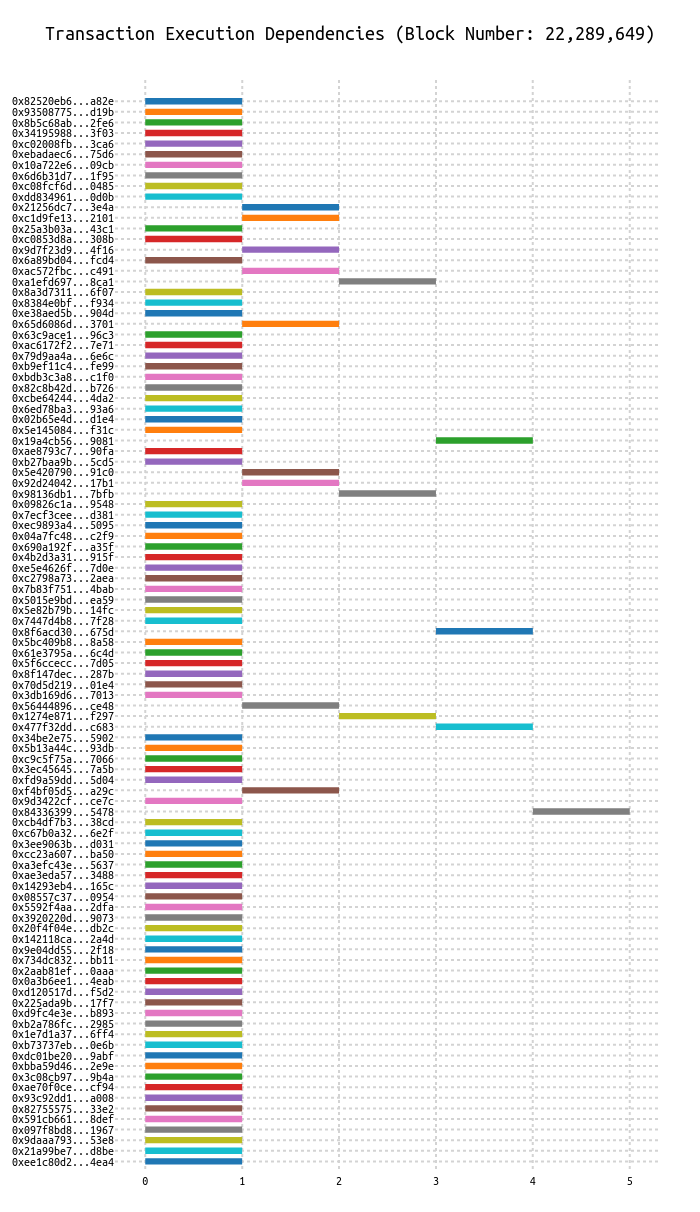 Transaction Execution Dependencies (Block Number: 22,289,649)
0x82520eb6...a82e
0x93508775...d19b
0x8b5c68ab...2fe6
0x34195988...3f03
0xc02008fb...3ca6
0xebadaec6...75d6
0x10a722e6...09cb
0x6d6b31d7...1f95
0xc08fcf6d...0485
0xdd834961...0d0b
0x21256dc7...3e4a
0xc1d9fe13...2101
0x25a3b03a...43c1
0xc0853d8a...308b
0x9d7f23d9...4f16
0x6a89bd04...fcd4
0xac572fbc...c491
0xa1efd697...8ca1
0x8a3d7311...6f07
0x8384e0bf...f934
0xe38aed5b...904d
0x65d6086d...3701
0x63c9ace1...96c3
0xac6172f2...7e71
0x79d9aa4a...6e6c
0xb9ef11c4...fe99
0xbdb3c3a8...c1f0
0x82c8b42d...b726
0xcbe64244...4da2
0x6ed78ba3...93a6
0x02b65e4d...d1e4
0x5e145084...f31c
0x19a4cb56...9081
0xae8793c7...90fa
0xb27baa9b...5cd5
0x5e420790...91c0
0x92d24042...17b1
0x98136db1...7bfb
0x09826c1a...9548
0x7ecf3cee...d381
0xec9893a4...5095
0x04a7fc48...c2f9
0x690a192f...a35f
0x4b2d3a31...915f
0xe5e4626f...7d0e
0xc2798a73...2aea
0x7b83f751...4bab
0x5015e9bd...ea59
0x5e82b79b...14fc
0x7447d4b8...7f28
0x8f6acd30...675d
0x5bc409b8...8a58
0x61e3795a...6c4d
0x5f6ccecc...7d05
0x8f147dec...287b
0x70d5d219...01e4
0x3db169d6...7013
0x56444896...ce48
0x1274e871...f297
0x477f32dd...c683
0x34be2e75...5902
0x5b13a44c...93db
0xc9c5f75a...7066
0x3ec45645...7a5b
0xfd9a59dd...5d04
0xf4bf05d5...a29c
0x9d3422cf...ce7c
0x84336399...5478
0xcb4df7b3...38cd
0xc67b0a32...6e2f
0x3ee9063b...d031
0xcc23a607...ba50
0xa3efc43e...5637
0xae3eda57...3488
0x14293eb4...165c
0x08557c37...0954
0x5592f4aa...2dfa
0x3920220d...9073
0x20f4f04e...db2c
0x142118ca...2a4d
0x9e04dd55...2f18
0x734dc832...bb11
0x2aab81ef...0aaa
0x0a3b6ee1...4eab
0xd120517d...f5d2
0x225ada9b...17f7
0xd9fc4e3e...b893
0xb2a786fc...2985
0x1e7d1a37...6ff4
0xb73737eb...0e6b
0xdc01be20...9abf
0xbba59d46...2e9e
0x3c08cb97...9b4a
0xae70f0ce...cf94
0x93c92dd1...a008
0x82755575...33e2
0x591cb661...8def
0x097f8bd8...1967
0x9daaa793...53e8
0x21a99be7...d8be
0xee1c80d2...4ea4
0 1 2 3 4 5